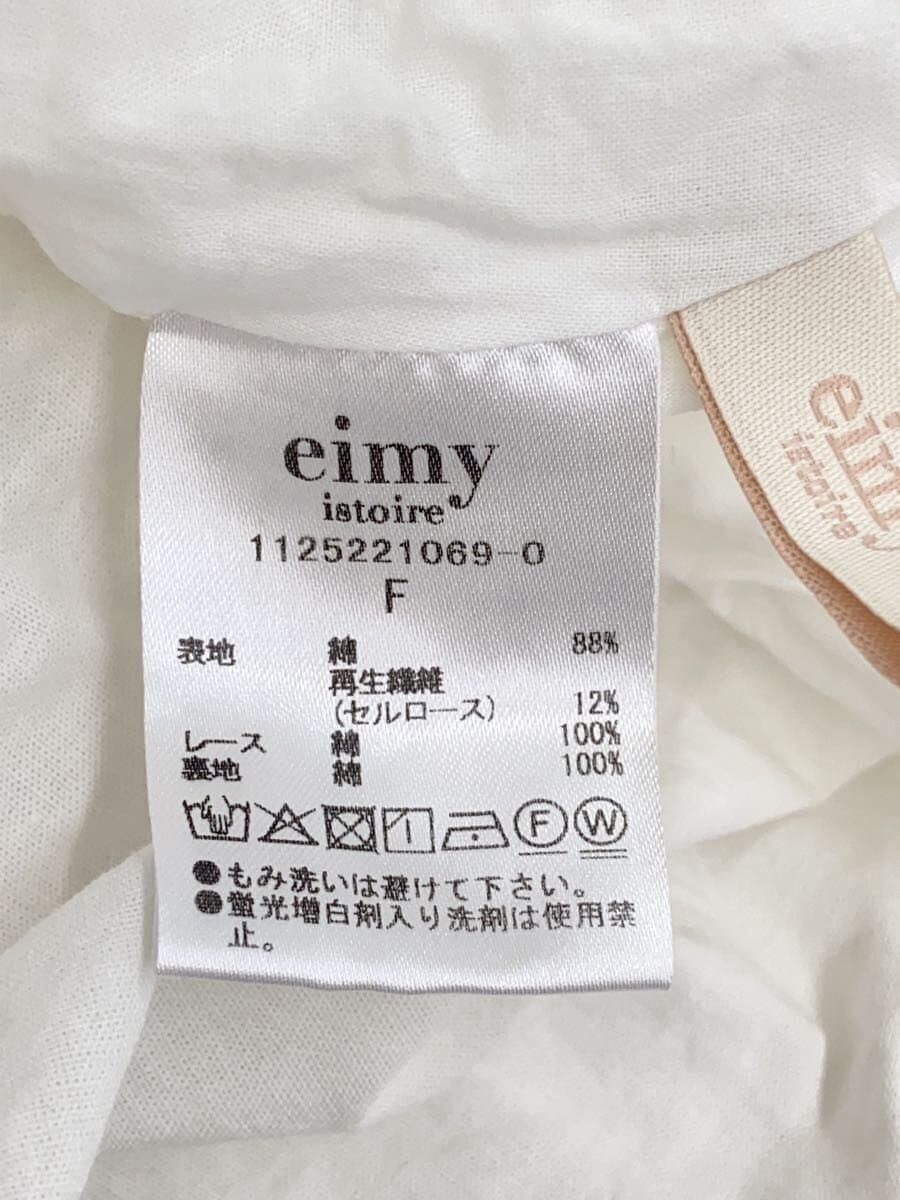 eimy
istoire
1125221069-0
F
表地 綿 88%
再生繊維
(セルロース) 12%
レース 綿 100%
裏地 綿 100%
F W
●もみ洗いは避けて下さい。
●蛍光増白剤入り洗剤は使用禁
止。
eimy
istoire